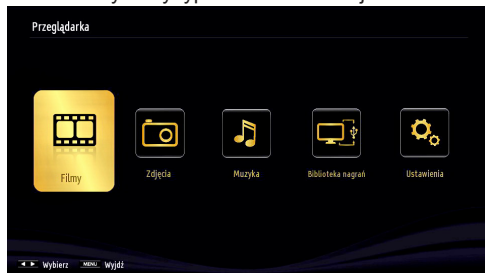 Przeglądarka
Filmy
Zdjęcia
Muzyka
Biblioteka nagrań
Ustawienia
Wybierz MENU Wyjdź